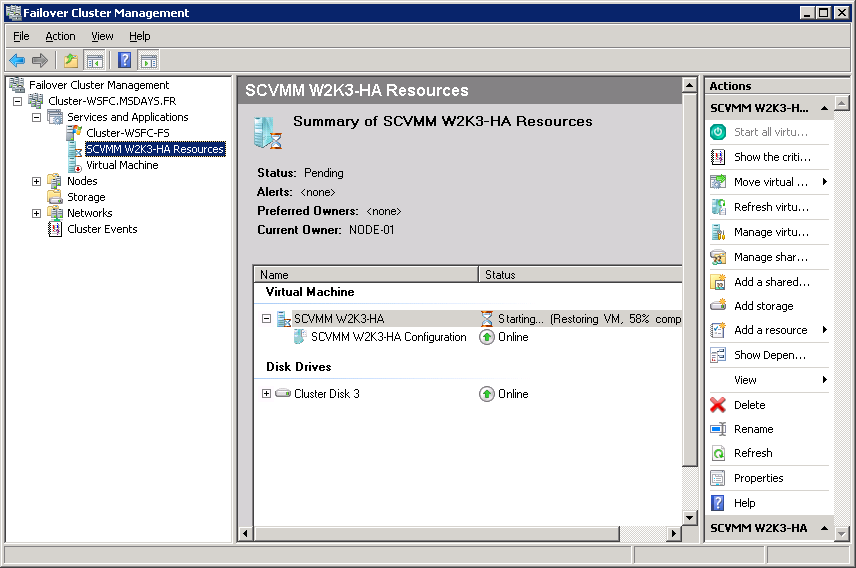 Failover Cluster Management
File Action View Help
Failover Cluster Management
Cluster-WSFC.MSDAYS.FR
Services and Applications
Cluster-WSFC-FS
SCVMM W2K3-HA Resources
Virtual Machine
Nodes
Storage
Networks
Cluster Events
SCVMM W2K3-HA Resources
Summary of SCVMM W2K3-HA Resources
Status: Pending
Alerts: <none>
Preferred Owners: <none>
Current Owner: NODE-01
Name Status
Virtual Machine
SCVMM W2K3-HA Starting... (Restoring VM, 58% comp
SCVMM W2K3-HA Configuration Online
Disk Drives
Cluster Disk 3 Online
Actions
SCVMM W2K3-H...
Start all virtu...
Show the criti...
Move virtual ...
Refresh virtu...
Manage virtu...
Manage shar...
Add a shared...
Add storage
Add a resource
Show Depen...
View
Delete
Rename
Refresh
Properties
Help
SCVMM W2K3-HA